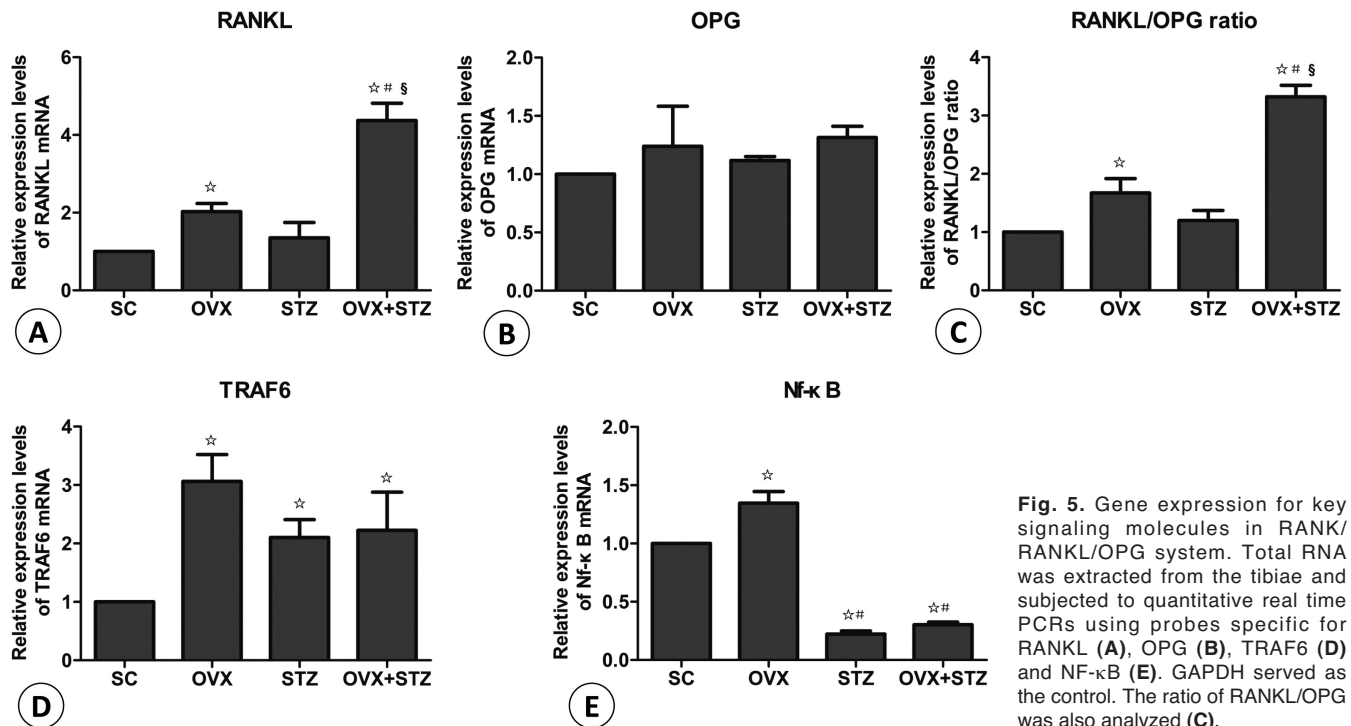 RANKL
Relative expression levels
of RANKL mRNA
6
4
2
0
☆
☆ # §
SC OVX STZ OVX+STZ
A
OPG
Relative expression levels
of OPG mRNA
2.0
1.5
1.0
0.5
0.0
SC OVX STZ OVX+STZ
B
RANKL/OPG ratio
Relative expression levels
of RANKL/OPG ratio
4
3
2
1
0
☆
☆ # §
SC OVX STZ OVX+STZ
C
TRAF6
Relative expression levels
of TRAF6 mRNA
4
3
2
1
0
☆
☆
☆
SC OVX STZ OVX+STZ
D
Nf-κ B
Relative expression levels
of Nf-κ B mRNA
2.0
1.5
1.0
0.5
0.0
☆
☆#
☆#
SC OVX STZ OVX+STZ
E
Fig. 5. Gene expression for key
signaling molecules in RANK/
RANKL/OPG system. Total RNA
was extracted from the tibiae and
subjected to quantitative real time
PCRs using probes specific for
RANKL (A), OPG (B), TRAF6 (D)
and NF-κB (E). GAPDH served as
the control. The ratio of RANKL/OPG
was also analyzed (C).